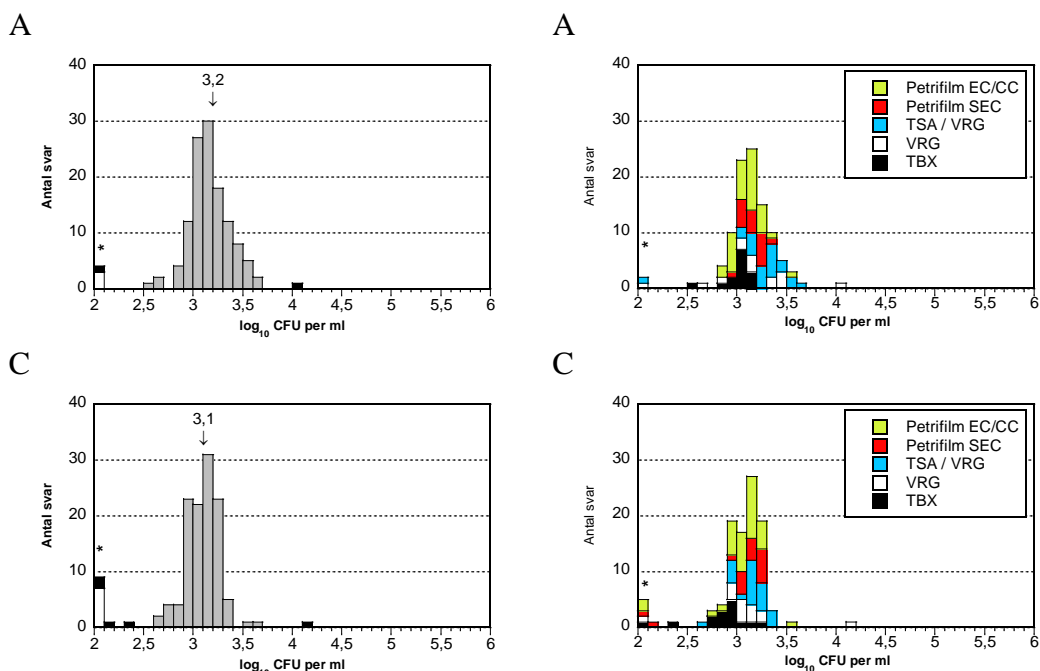 A
40
30
20
10
0
Antal svar
3,2
↓
*
2 2,5 3 3,5 4 4,5 5 5,5 6
log10 CFU per ml
A
40
30
20
10
0
Antal svar
Petrifilm EC/CC
Petrifilm SEC
TSA / VRG
VRG
TBX
*
2 2,5 3 3,5 4 4,5 5 5,5 6
log10 CFU per ml
C
40
30
20
10
0
Antal svar
3,1
↓
*
2 2,5 3 3,5 4 4,5 5 5,5 6
log10 CFU per ml
C
40
30
20
10
0
Antal svar
Petrifilm EC/CC
Petrifilm SEC
TSA / VRG
VRG
TBX
*
2 2,5 3 3,5 4 4,5 5 5,5 6
log10 CFU per ml